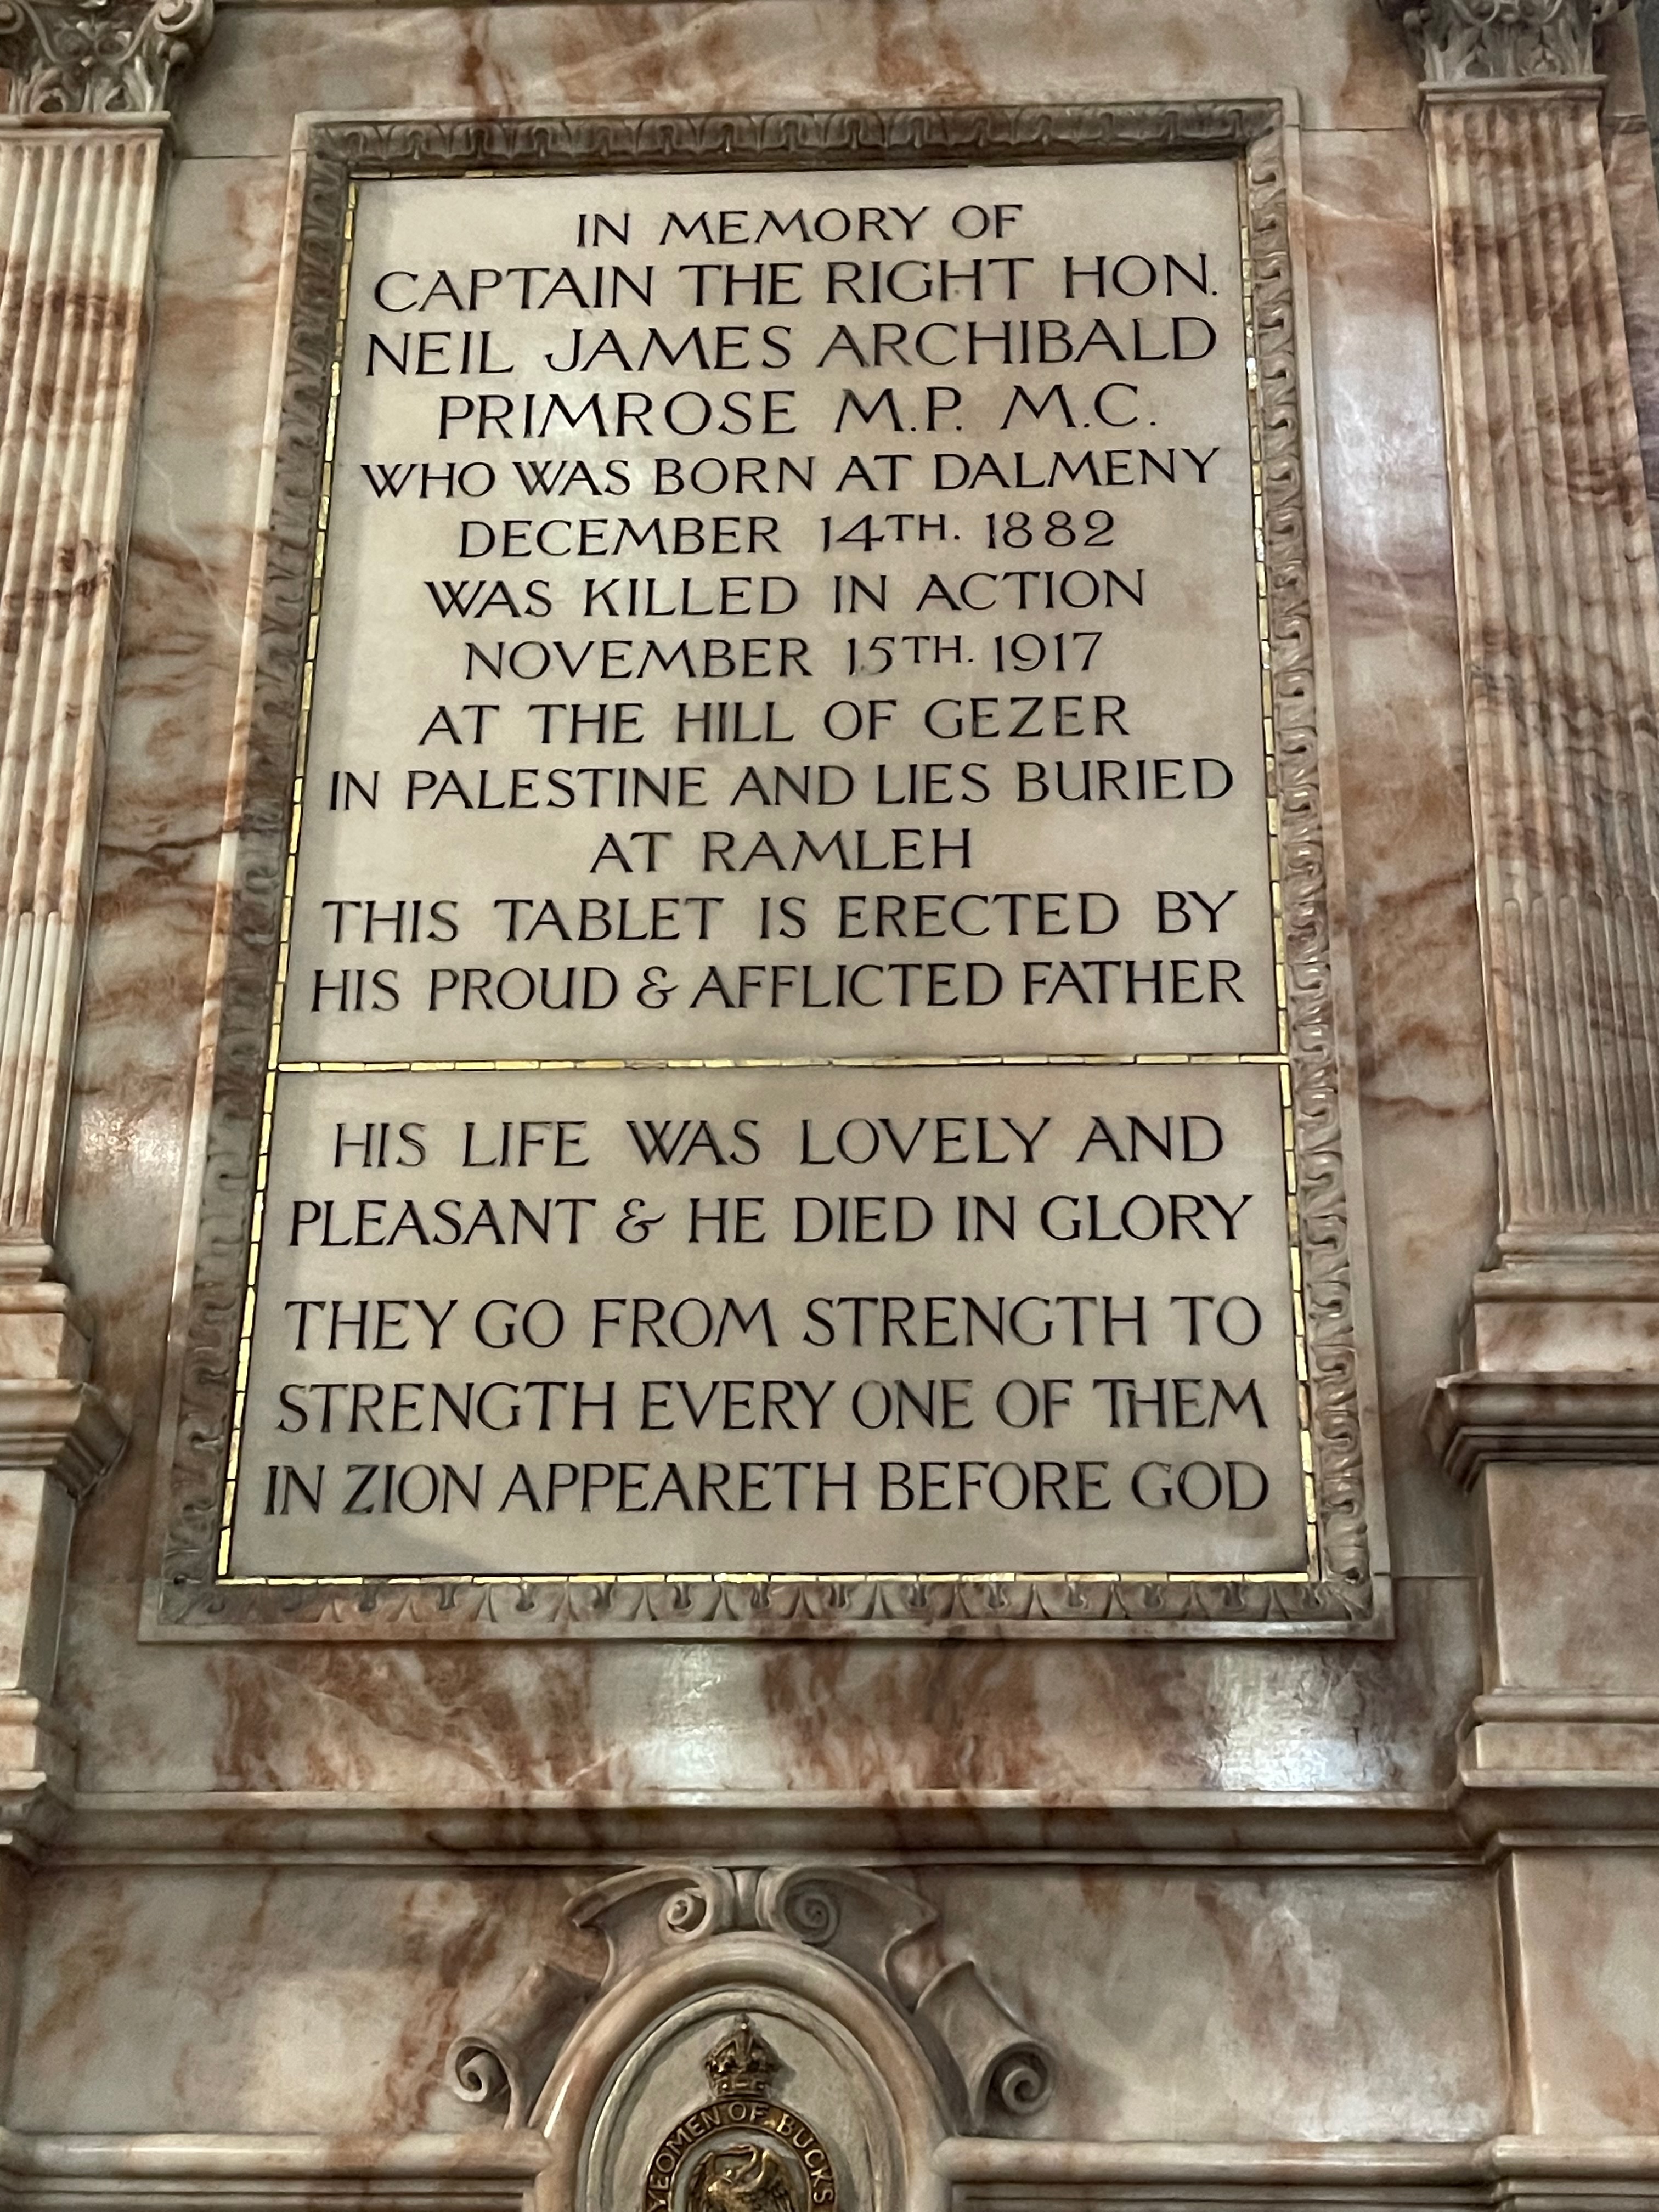 IN MEMORY OF
CAPTAIN THE RIGHT HON.
NEIL JAMES ARCHIBALD
PRIMROSE M.P. M.C.
WHO WAS BORN AT DALMENY
DECEMBER 14TH. 1882
WAS KILLED IN ACTION
NOVEMBER 15TH. 1917
AT THE HILL OF GEZER
IN PALESTINE AND LIES BURIED
AT RAMLEH
THIS TABLET IS ERECTED BY
HIS PROUD & AFFLICTED FATHER
HIS LIFE WAS LOVELY AND
PLEASANT & HE DIED IN GLORY
THEY GO FROM STRENGTH TO
STRENGTH EVERY ONE OF THEM
IN ZION APPEARETH BEFORE GOD
YEOMEN OF BUCKS